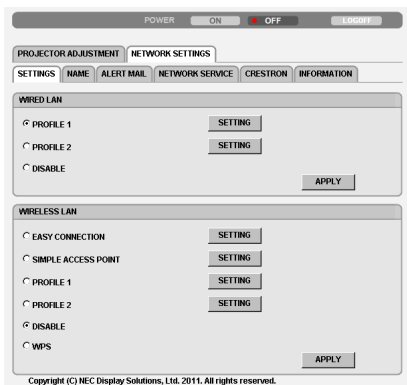 POWER ON OFF LOGOFF
PROJECTOR ADJUSTMENT NETWORK SETTINGS
SETTINGS NAME ALERT MAIL NETWORK SERVICE CRESTRON INFORMATION
WIRED LAN
PROFILE 1 SETTING
PROFILE 2 SETTING
DISABLE
APPLY
WIRELESS LAN
EASY CONNECTION SETTING
SIMPLE ACCESS POINT SETTING
PROFILE 1 SETTING
PROFILE 2 SETTING
DISABLE
WPS
APPLY
Copyright (C) NEC Display Solutions, Ltd. 2011. All rights reserved.